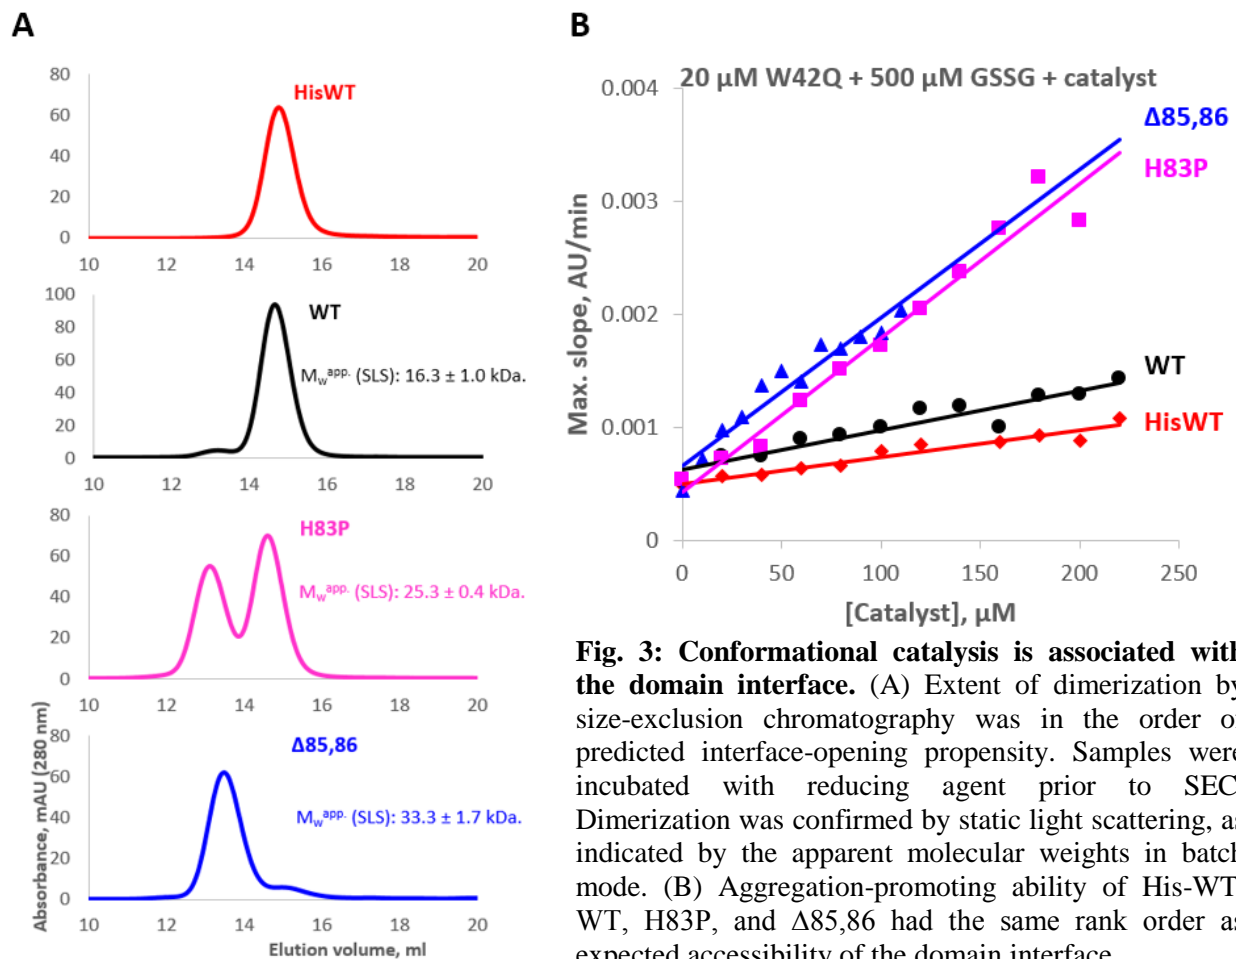 A
80
60
40
20
0
HisWT
10 12 14 16 18 20
100
80
60
40
20
0
WT
Mwapp. (SLS): 16.3 ± 1.0 kDa.
10 12 14 16 18 20
80
60
40
20
0
H83P
Mwapp. (SLS): 25.3 ± 0.4 kDa.
10 12 14 16 18 20
80
60
40
20
0
Δ85,86
Mwapp. (SLS): 33.3 ± 1.7 kDa.
10 12 14 16 18 20
Absorbance, mAU (280 nm)
Elution volume, ml
B
20 µM W42Q + 500 µM GSSG + catalyst
0.004
0.003
0.002
0.001
0
Max. slope, AU/min
Δ85,86
H83P
WT
HisWT
0 50 100 150 200 250
[Catalyst], µM
Fig. 3: Conformational catalysis is associated with
the domain interface. (A) Extent of dimerization by
size-exclusion chromatography was in the order of
predicted interface-opening propensity. Samples were
incubated with reducing agent prior to SEC.
Dimerization was confirmed by static light scattering, as
indicated by the apparent molecular weights in batch
mode. (B) Aggregation-promoting ability of His-WT,
WT, H83P, and Δ85,86 had the same rank order as
expected accessibility of the domain interface.